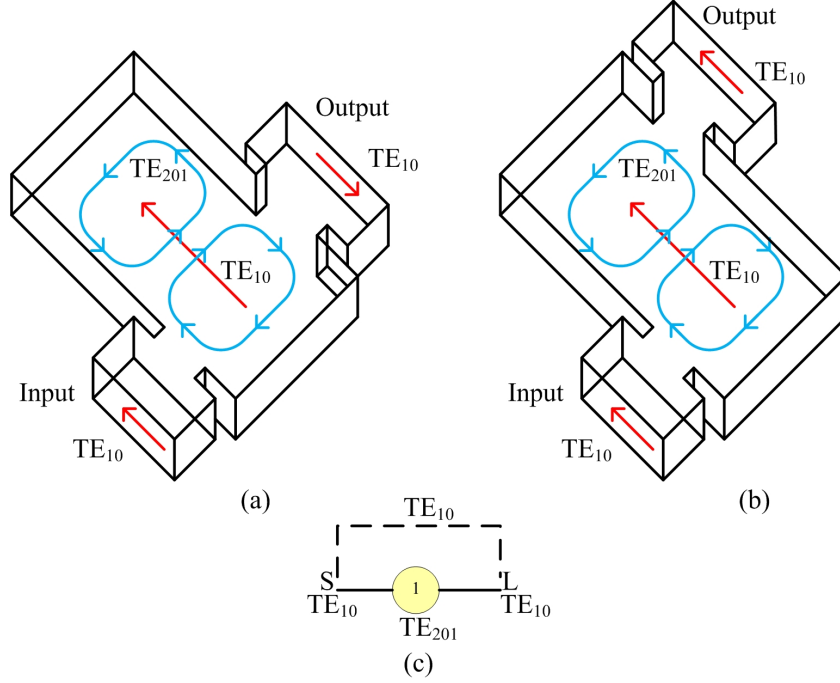 Output
TE10
TE201
TE10
Input
TE10
(a)
Output
TE10
TE201
TE10
Input
TE10
(b)
TE10
S
1
L
TE10
TE10
TE201
(c)